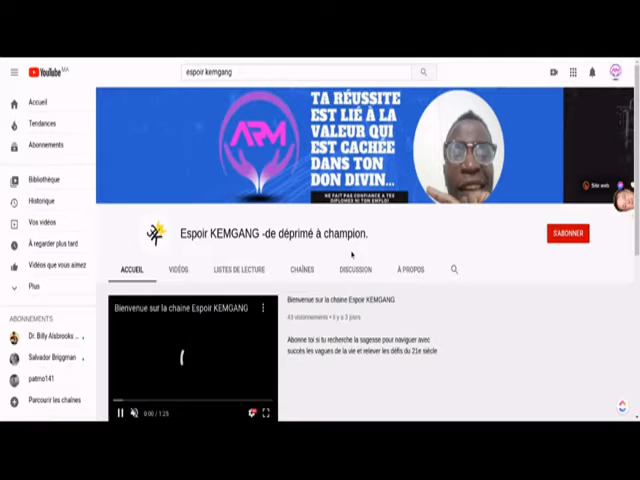 YouTube MA
espoir kemgang
Accueil
Tendances
Abonnements
Bibliothèque
Historique
Vos vidéos
À regarder plus tard
Vidéos que vous aimez
Plus
ABONNEMENTS
Dr. Billy Alsbrooks ...
Salvador Briggman
patmo141
Parcourir les chaînes
ARM
TA RÉUSSITE
EST LIÉ À LA
VALEUR QUI
EST CACHÉE
DANS TON
DON DIVIN...
NE FAIT PAS CONFIANCE A TES
DIPLOMES NI TON EMPLOI
Site web
Espoir KEMGANG -de déprimé à champion.
S'ABONNER
ACCUEIL
VIDÉOS
LISTES DE LECTURE
CHAÎNES
DISCUSSION
À PROPOS
Bienvenue sur la chaine Espoir KEMGANG
0:00 / 1:25
Bienvenue sur la chaine Espoir KEMGANG
43 visionnements • il y a 3 jours
Abonne toi si tu recherche la sagesse pour naviguer avec
succès les vagues de la vie et relever les défis du 21e siècle